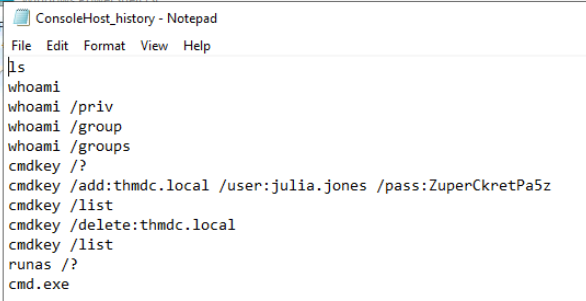 ConsoleHost_history - Notepad
File Edit Format View Help
ls
whoami
whoami /priv
whoami /group
whoami /groups
cmdkey /?
cmdkey /add:thmdc.local /user:julia.jones /pass:ZuperCkretPa5z
cmdkey /list
cmdkey /delete:thmdc.local
cmdkey /list
runas /?
cmd.exe